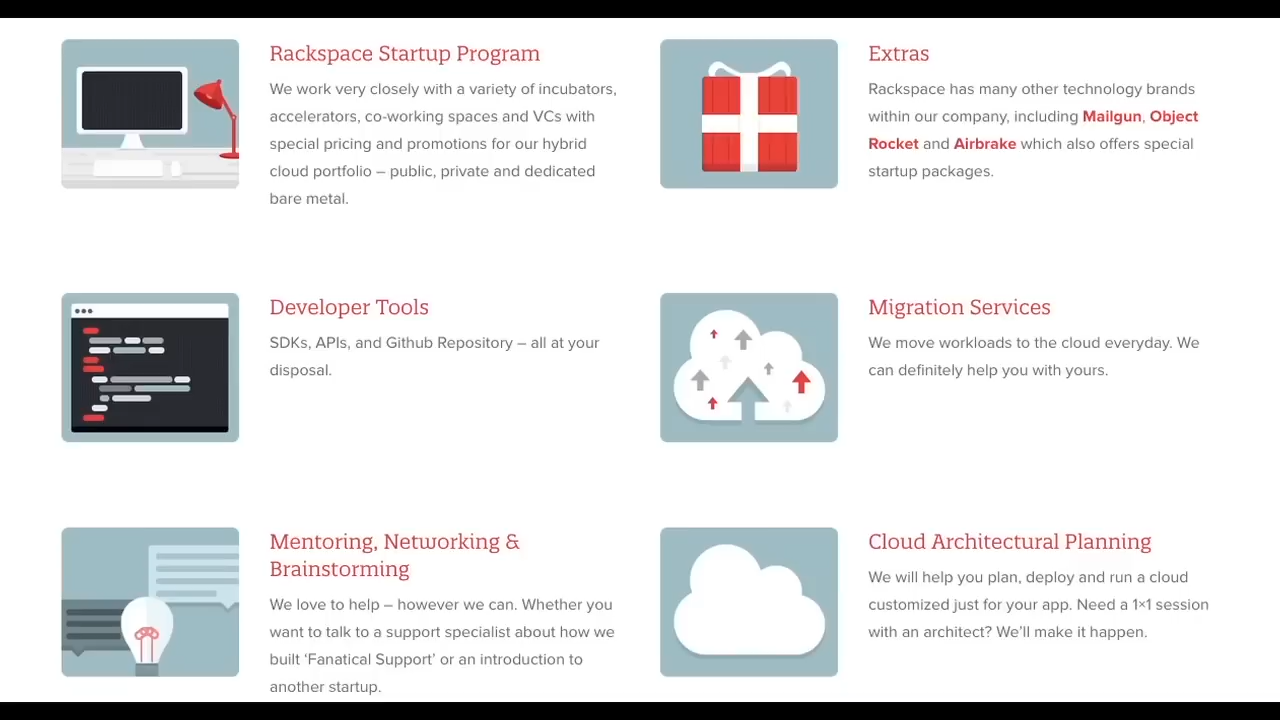 Rackspace Startup Program
We work very closely with a variety of incubators,
accelerators, co-working spaces and VCs with
special pricing and promotions for our hybrid
cloud portfolio – public, private and dedicated
bare metal.
Extras
Rackspace has many other technology brands
within our company, including Mailgun, Object
Rocket and Airbrake which also offers special
startup packages.
Developer Tools
SDKs, APIs, and Github Repository – all at your
disposal.
Migration Services
We move workloads to the cloud everyday. We
can definitely help you with yours.
Mentoring, Networking &
Brainstorming
We love to help – however we can. Whether you
want to talk to a support specialist about how we
built ‘Fanatical Support’ or an introduction to
another startup.
Cloud Architectural Planning
We will help you plan, deploy and run a cloud
customized just for your app. Need a 1×1 session
with an architect? We’ll make it happen.